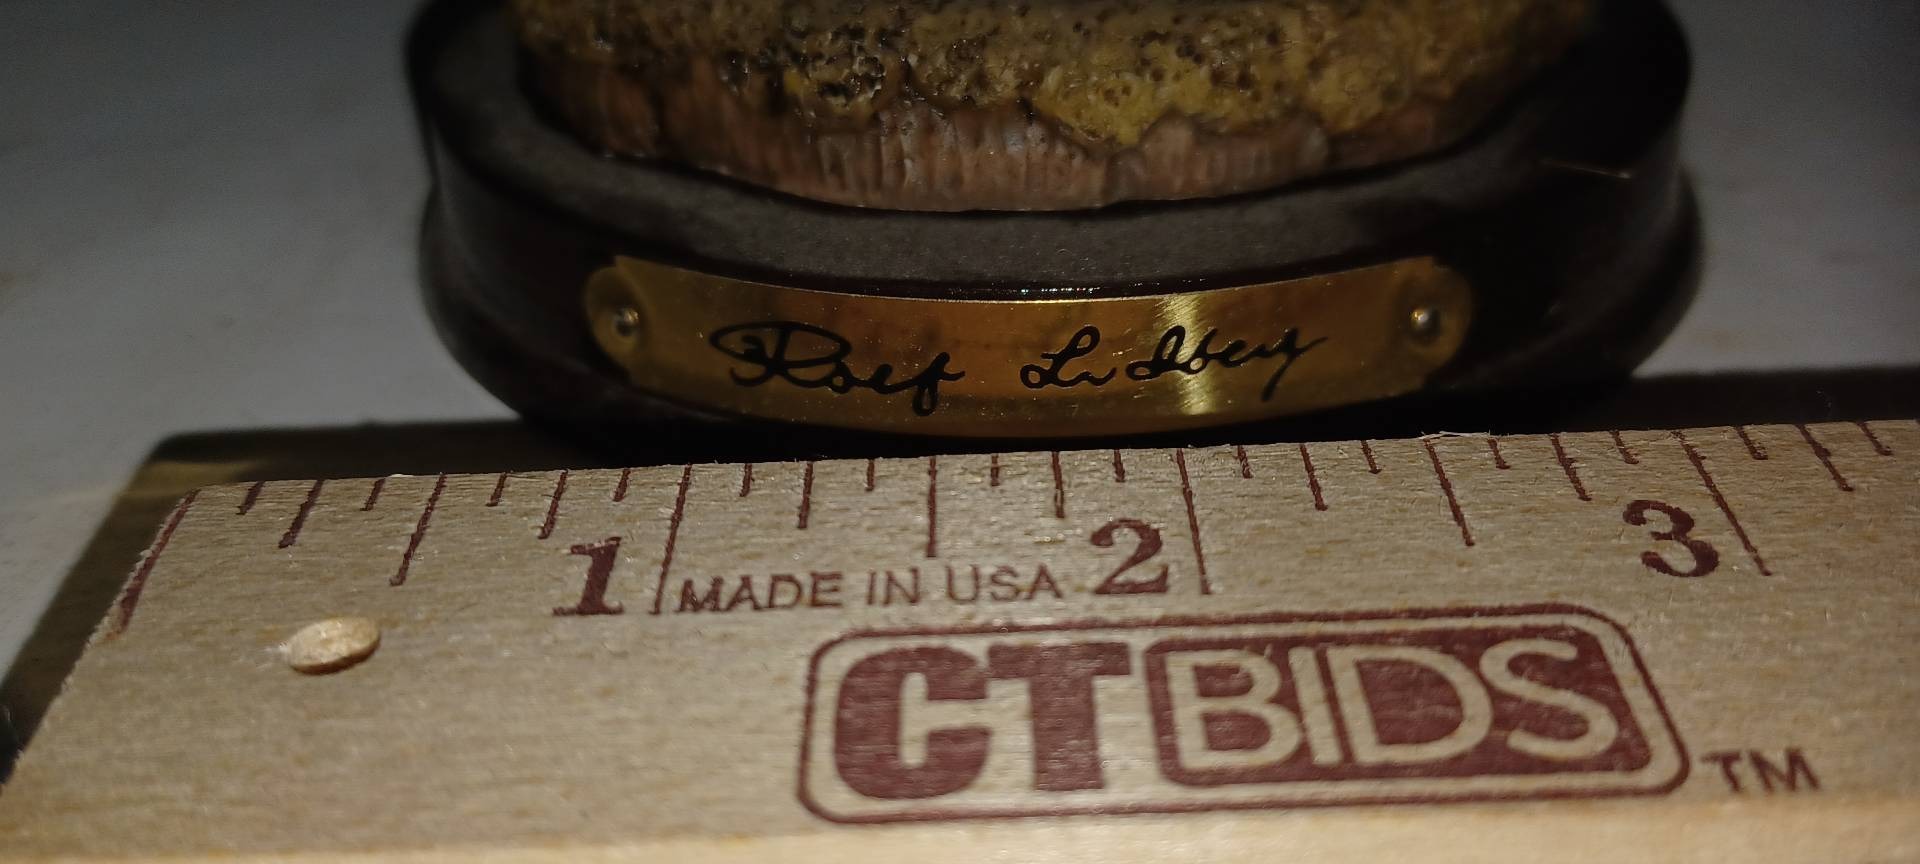 Rolf Lidberg
1 2 3
MADE IN USA
CTBIDS TM